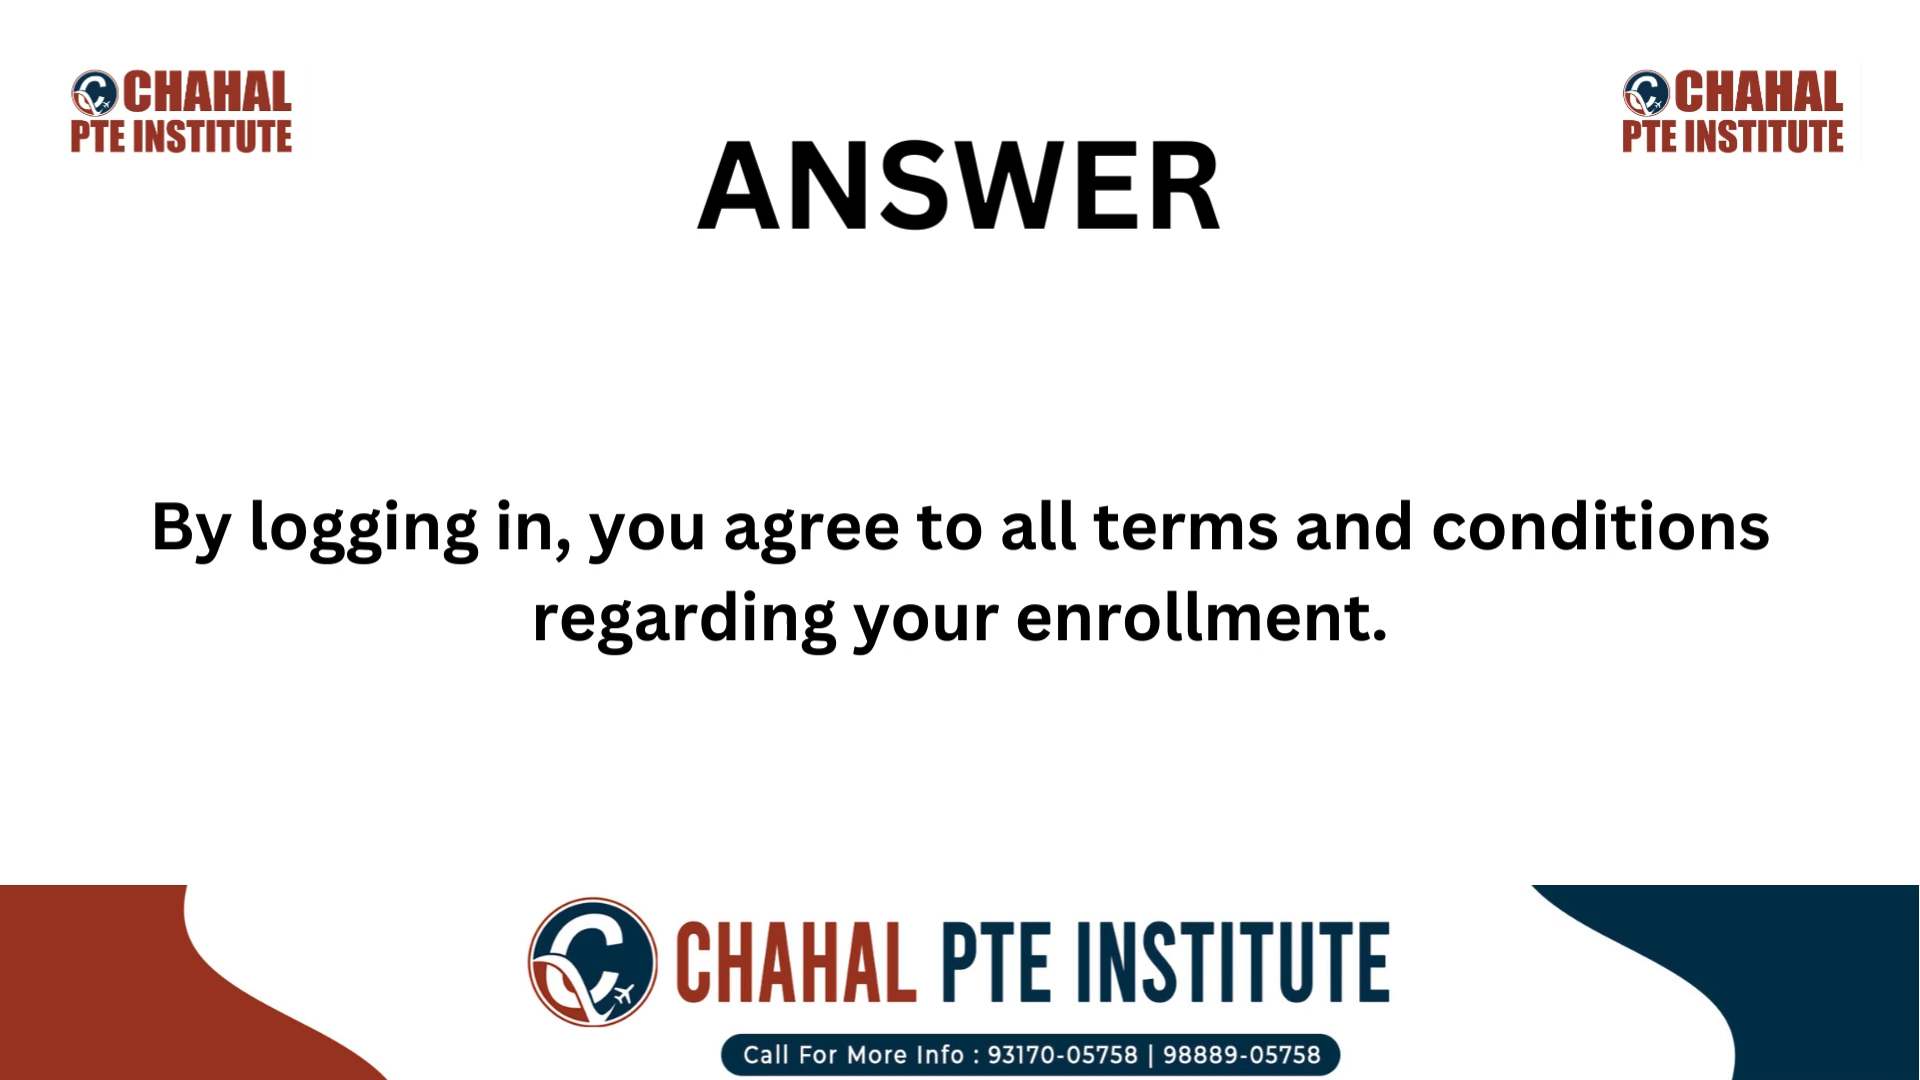 CHAHAL
PTE INSTITUTE
CHAHAL
PTE INSTITUTE
ANSWER
By logging in, you agree to all terms and conditions
regarding your enrollment.
CHAHAL PTE INSTITUTE
Call For More Info : 93170-05758 | 98889-05758